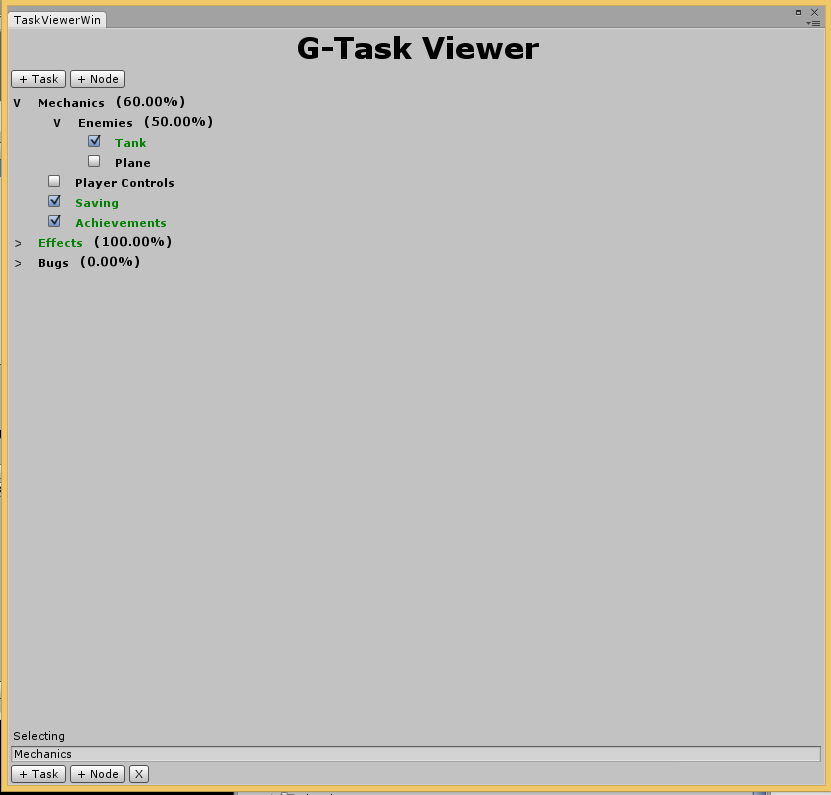 TaskViewerWin
G-Task Viewer
+ Task + Node
V Mechanics (60.00%)
V Enemies (50.00%)
Tank
Plane
Player Controls
Saving
Achievements
> Effects (100.00%)
> Bugs (0.00%)
Selecting
Mechanics
+ Task + Node X